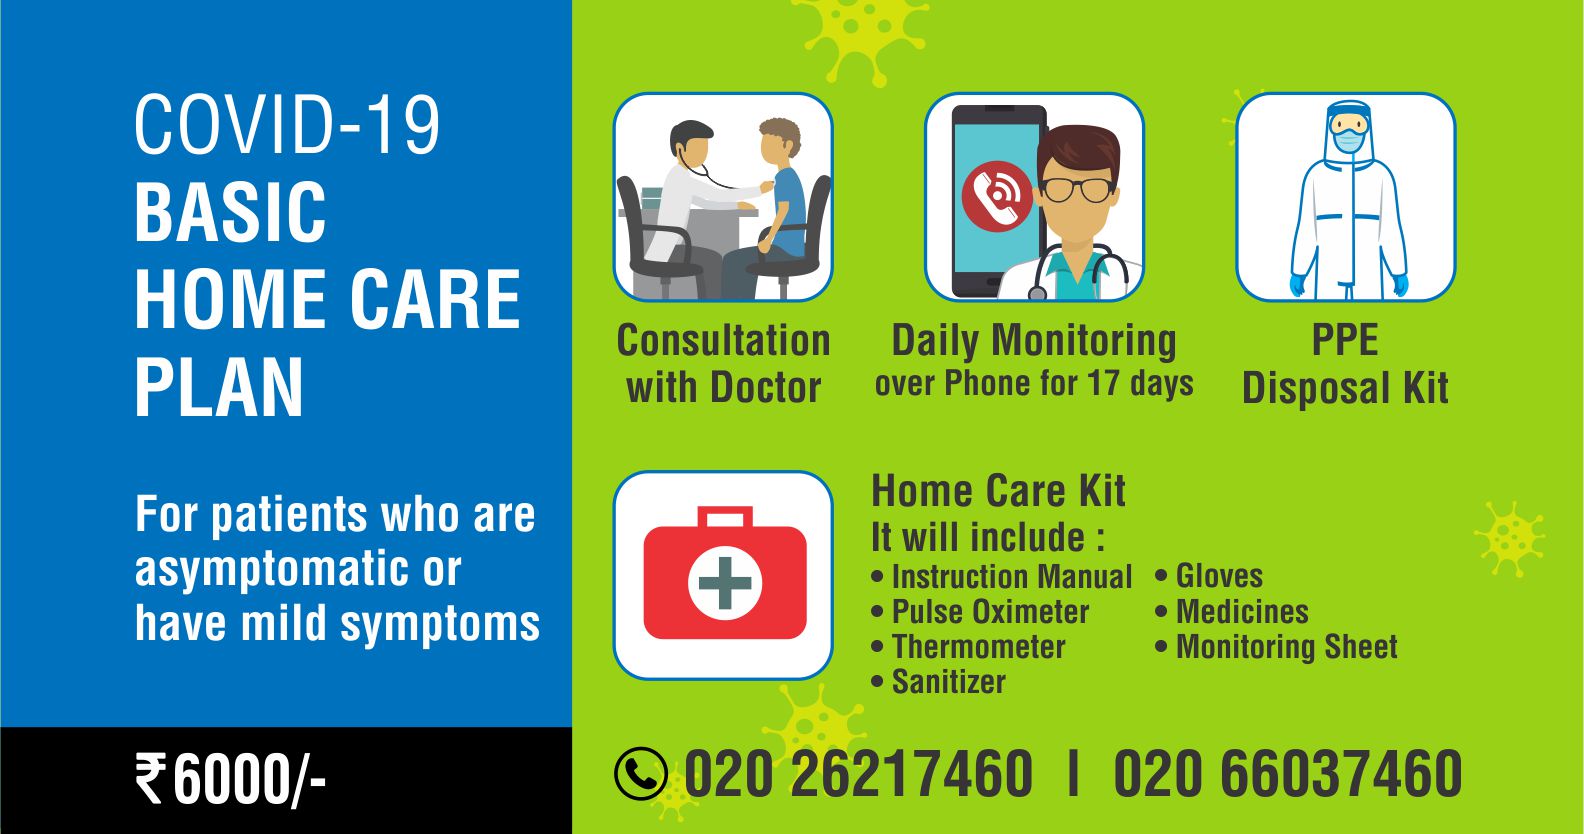 COVID-19
BASIC
HOME CARE
PLAN
For patients who are
asymptomatic or
have mild symptoms
₹6000/-
Consultation
with Doctor
Daily Monitoring
over Phone for 17 days
PPE
Disposal Kit
Home Care Kit
It will include :
• Instruction Manual
• Pulse Oximeter
• Thermometer
• Sanitizer
• Gloves
• Medicines
• Monitoring Sheet
020 26217460 | 020 66037460